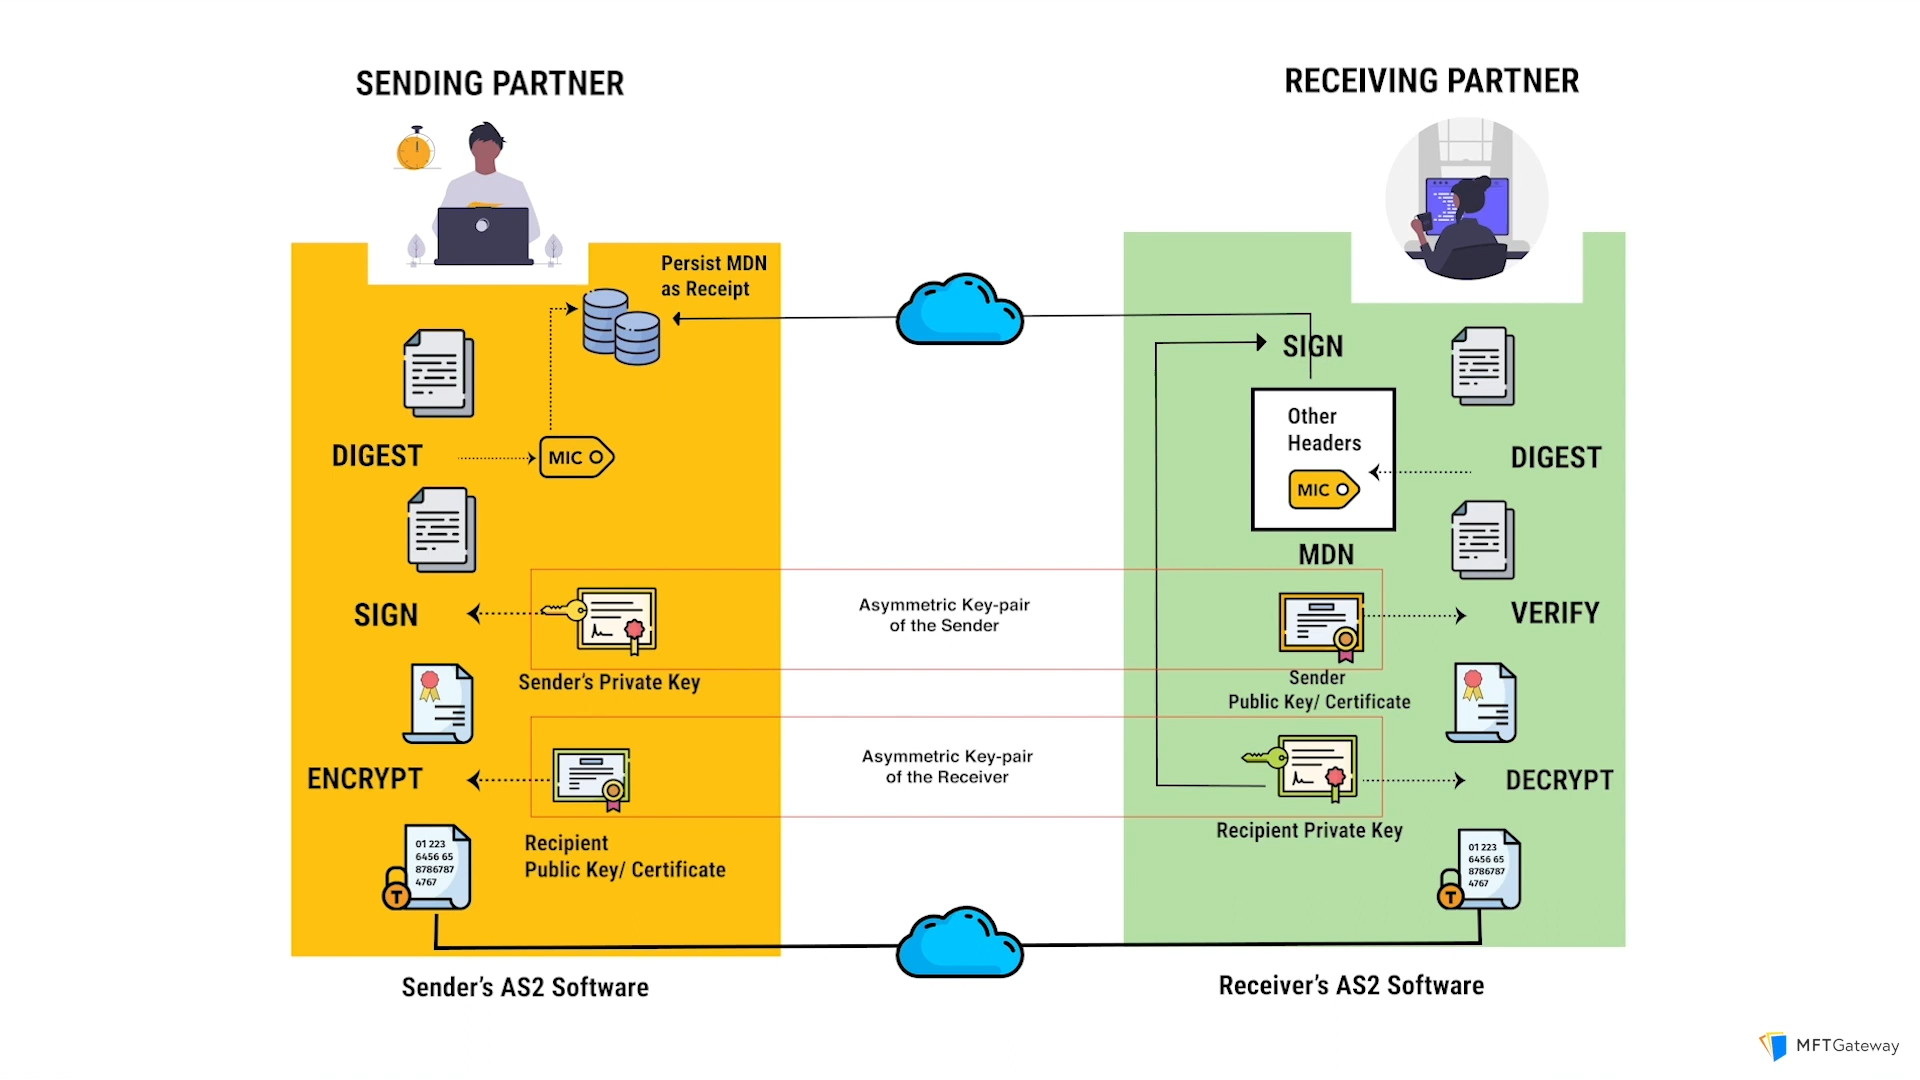 SENDING PARTNER
RECEIVING PARTNER
Persist MDN
as Receipt
DIGEST
MIC
SIGN
Sender's Private Key
ENCRYPT
Recipient
Public Key/ Certificate
01 223
6456 65
8786787
4767
T
Sender's AS2 Software
Asymmetric Key-pair
of the Sender
Asymmetric Key-pair
of the Receiver
SIGN
Other
Headers
MIC
MDN
DIGEST
VERIFY
Sender
Public Key/ Certificate
DECRYPT
Recipient Private Key
01 223
6456 65
8786787
4767
T
Receiver's AS2 Software
MFTGateway